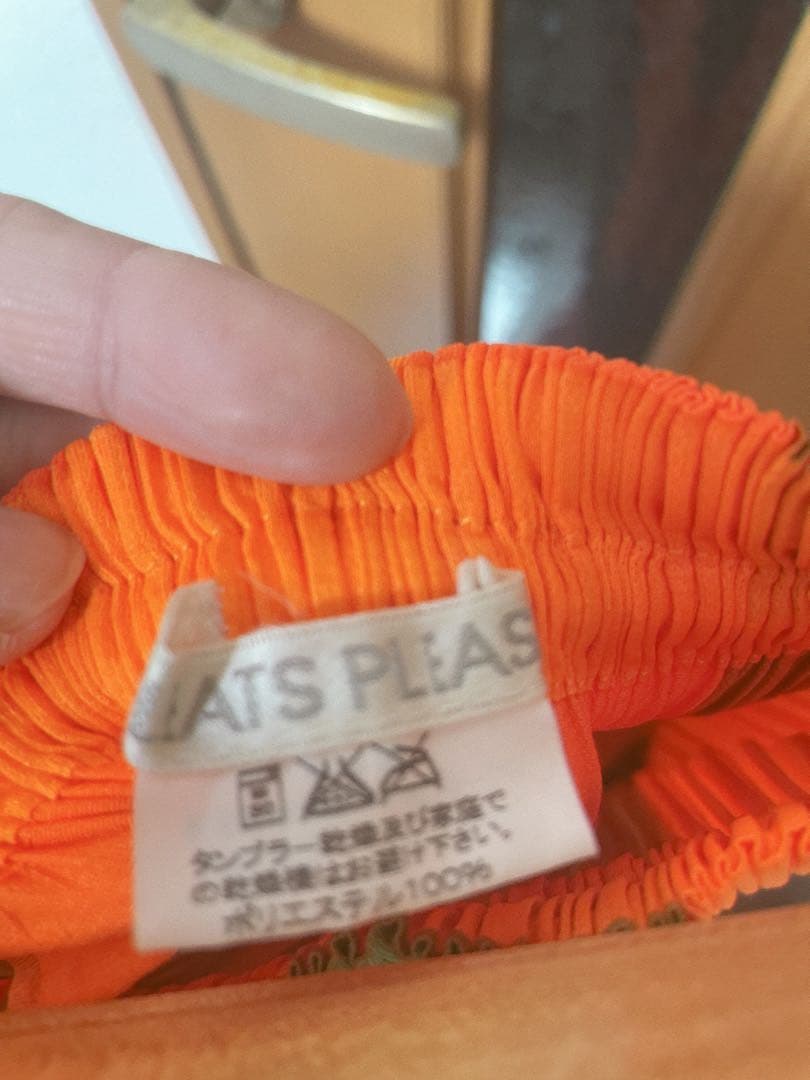 EATS PLEAS
タンブラー乾燥及び家庭で
の乾燥機はお避け下さい。
ポリエステル100%